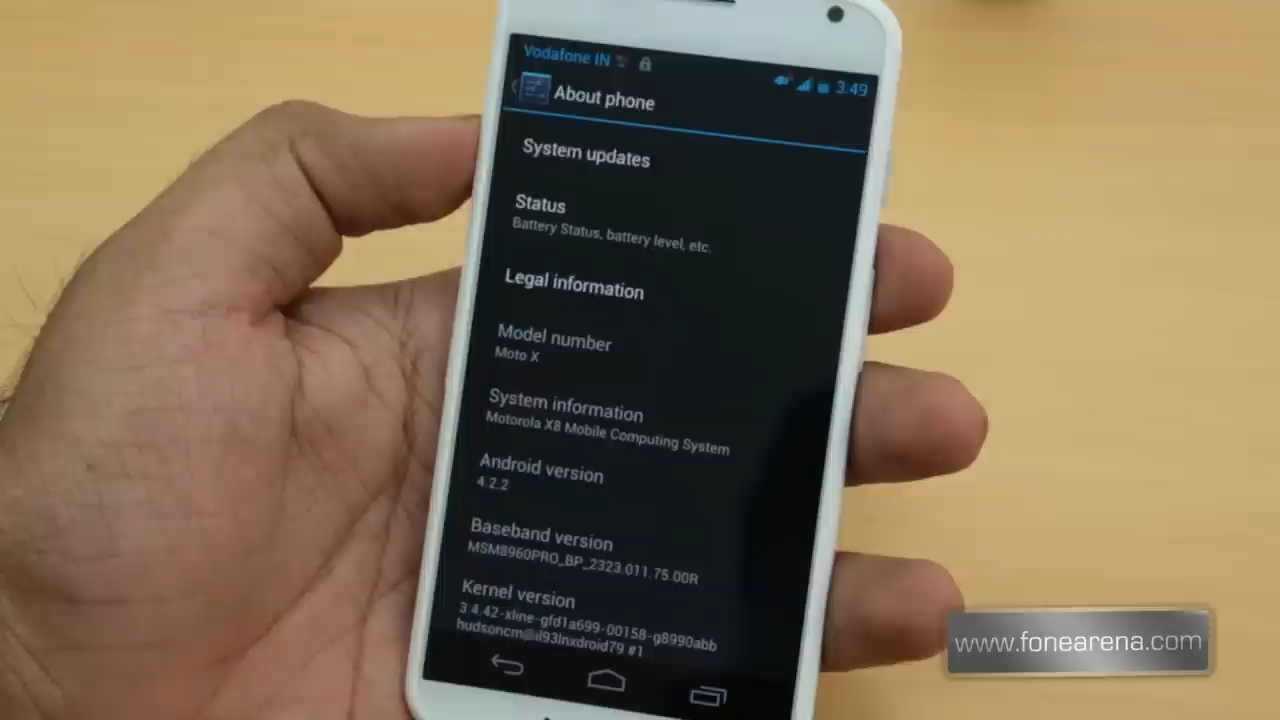 Vodafone IN
3:49
About phone
System updates
Status
Battery Status, battery level, etc.
Legal information
Model number
Moto X
System information
Motorola X8 Mobile Computing System
Android version
4.2.2
Baseband version
MSM8960PRO_BP_2323.011.75.00R
Kernel version
3.4.42-xline-gfd1a699-00158-g8990abb
hudsoncm@il93lnxdroid79 #1
www.fonearena.com